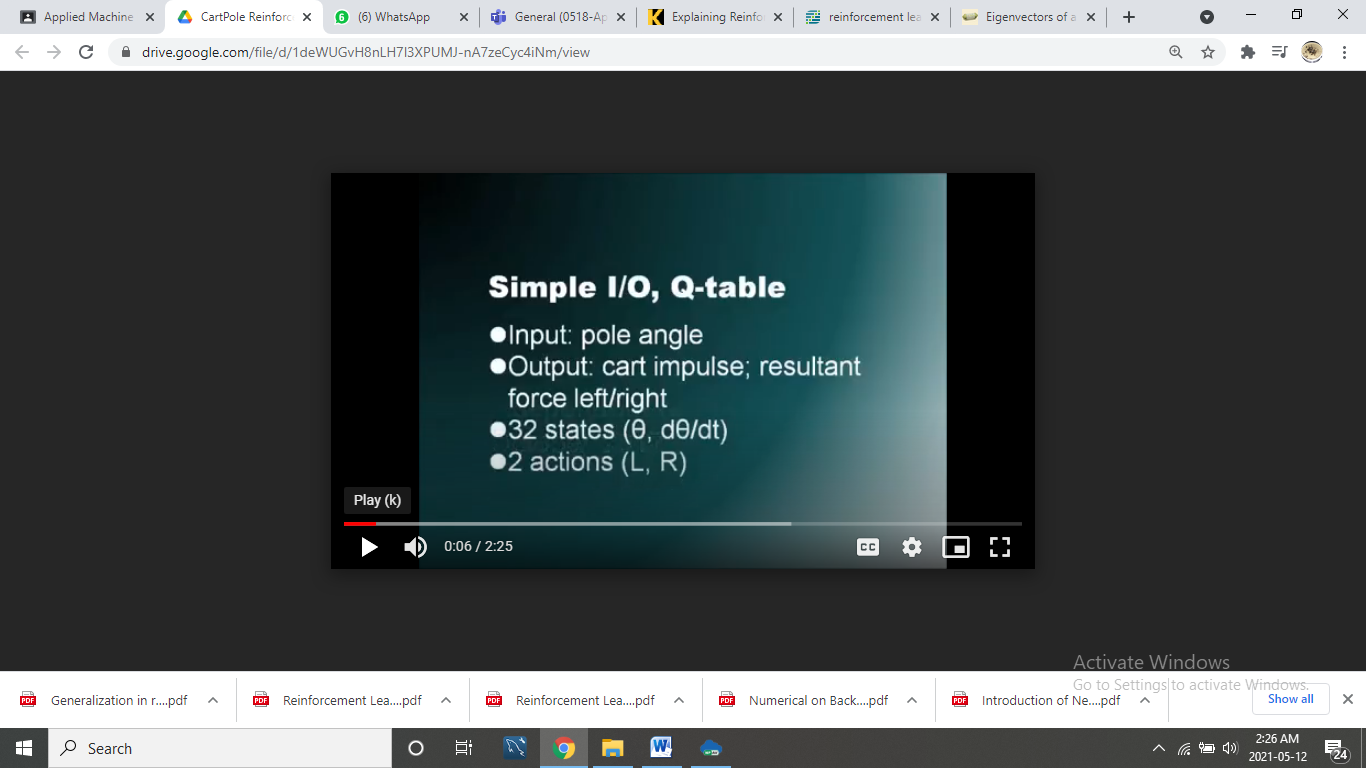 Applied Machine
CartPole Reinforc
(6) WhatsApp
General (0518-Ap
Explaining Reinfo
reinforcement lea
Eigenvectors of a
drive.google.com/file/d/1deWUGvH8nLH7I3XPUMJ-nA7zeCyc4iNm/view
Simple I/O, Q-table
●Input: pole angle
●Output: cart impulse; resultant
force left/right
●32 states (θ, dθ/dt)
●2 actions (L, R)
Play (k)
0:06 / 2:25
CC
Activate Windows
Go to Settings to activate Windows.
Generalization in r....pdf
Reinforcement Lea....pdf
Reinforcement Lea....pdf
Numerical on Back....pdf
Introduction of Ne....pdf
Show all
Search
2:26 AM
2021-05-12
24